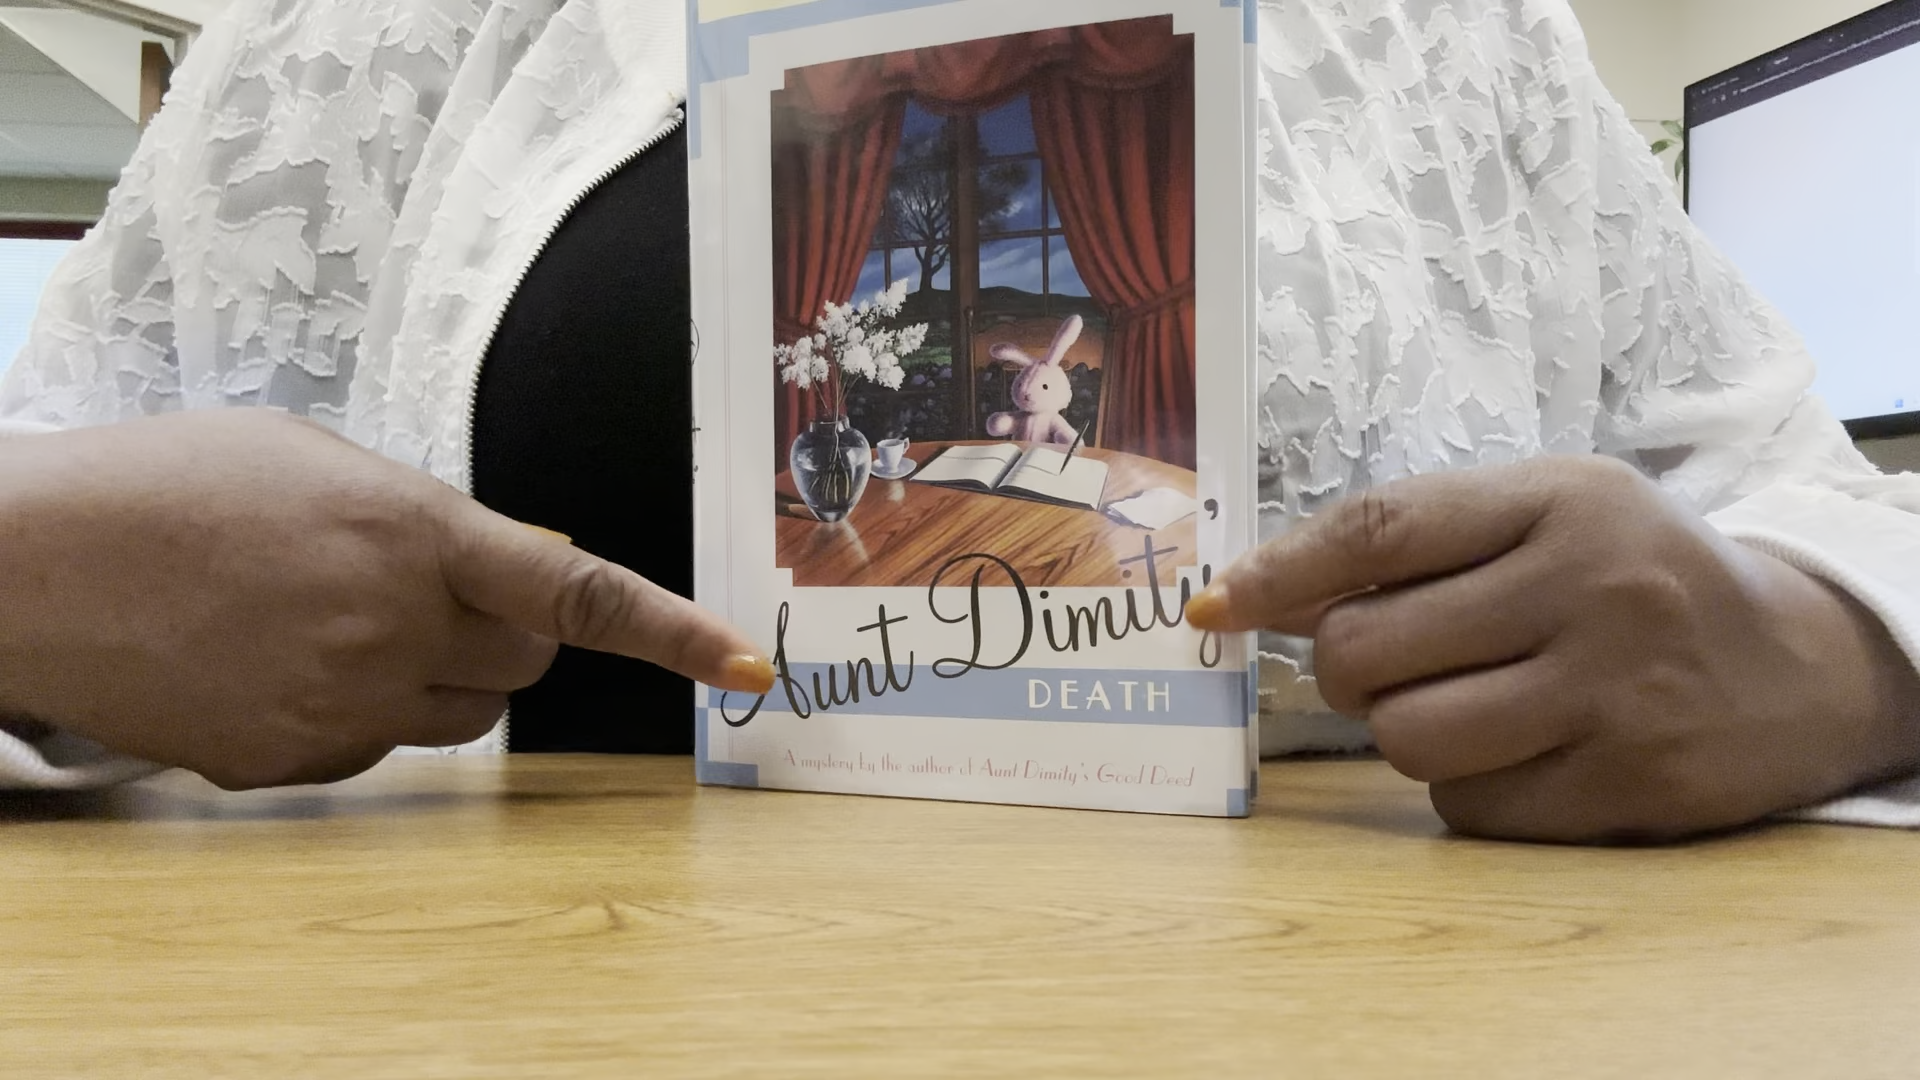 Aunt Dimity'
DEATH
A mystery by the author of Aunt Dimity's Good Deed